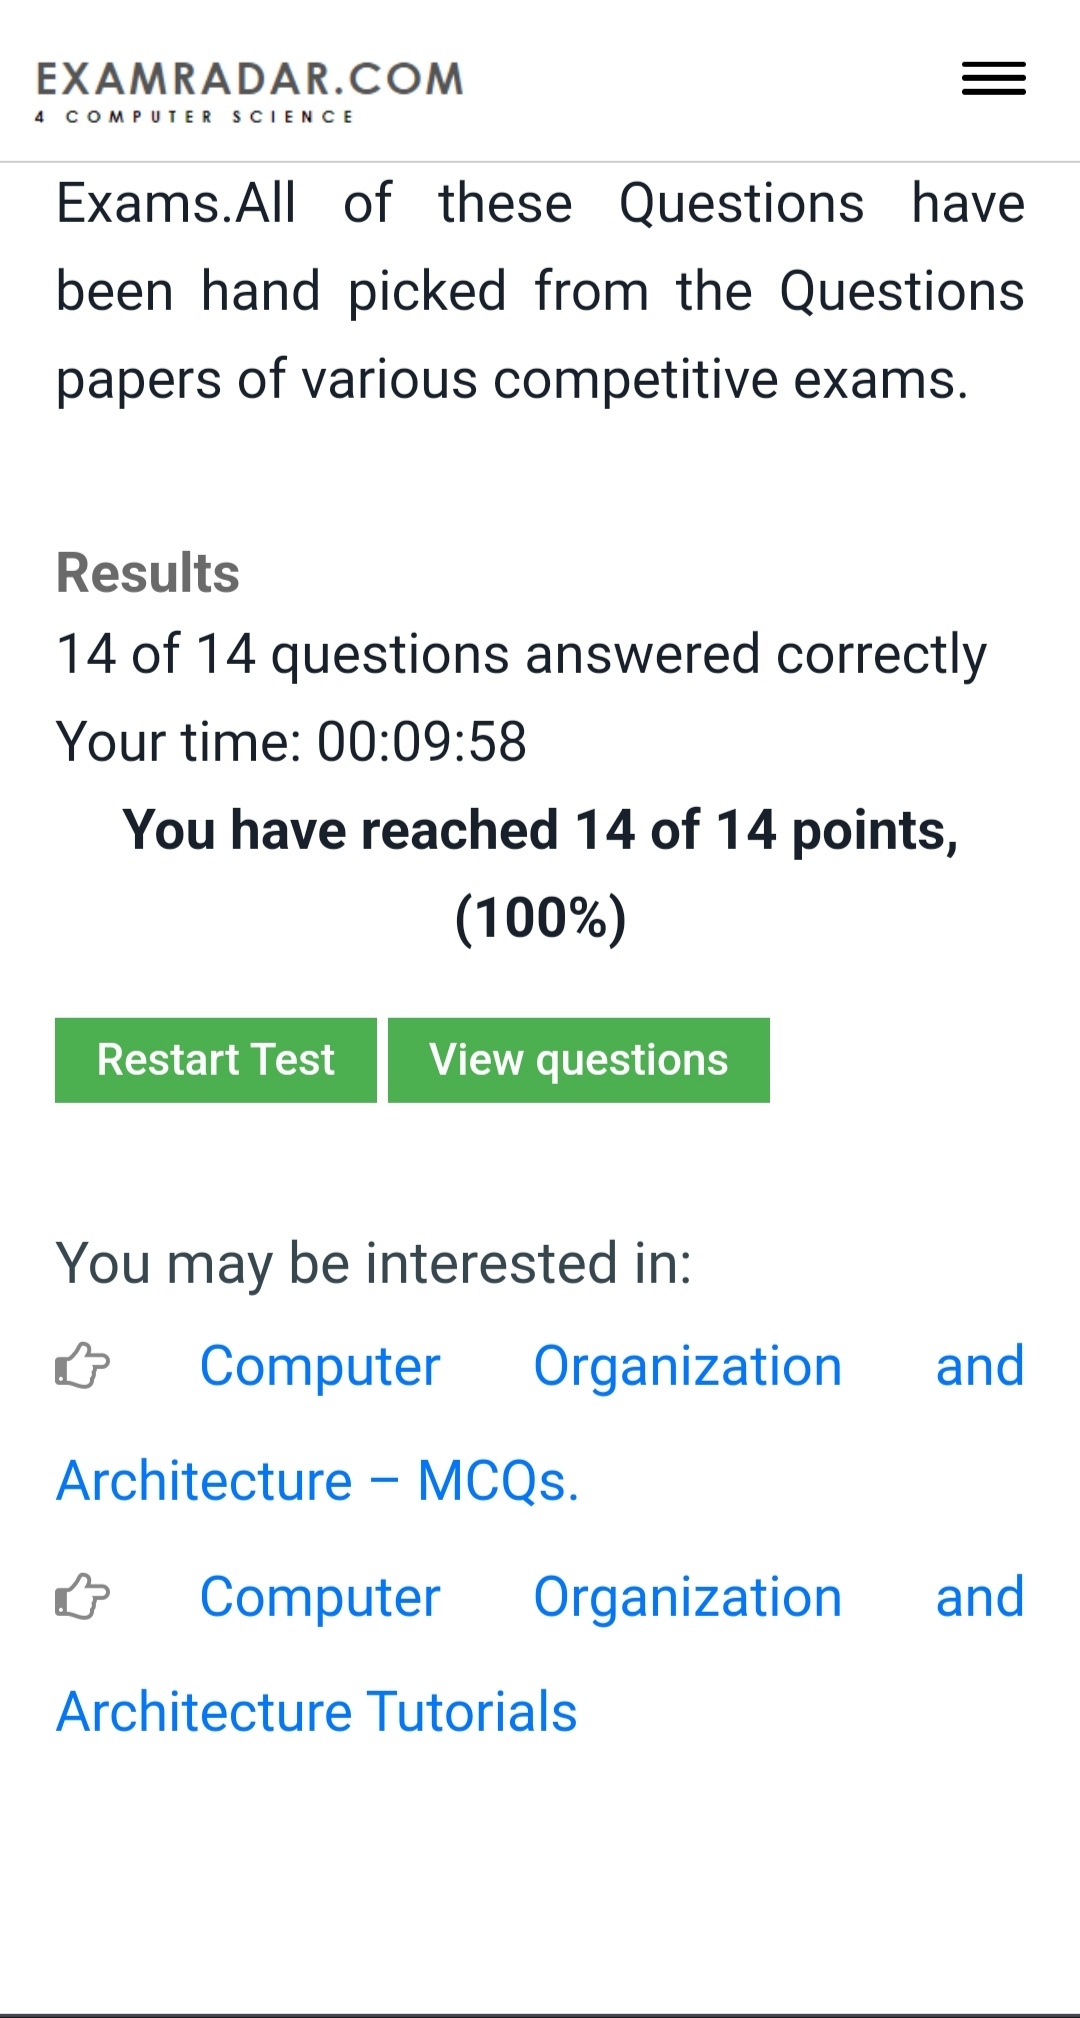 EXAMRADAR.COM
4 COMPUTER SCIENCE
Exams.All of these Questions have
been hand picked from the Questions
papers of various competitive exams.
Results
14 of 14 questions answered correctly
Your time: 00:09:58
You have reached 14 of 14 points,
(100%)
Restart Test View questions
You may be interested in:
Computer Organization and
Architecture – MCQs.
Computer Organization and
Architecture Tutorials